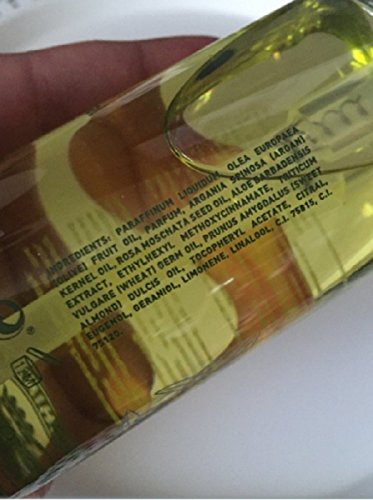 INGREDIENTS: PARAFFINUM LIQUIDUM, OLEA EUROPAEA
(OLIVE) FRUIT OIL, PARFUM, ARGANIA SPINOSA (ARGAN)
KERNEL OIL, ROSA MOSCHATA SEED OIL, ALOE BARBADENSIS
EXTRACT, ETHYLHEXYL METHOXYCINNAMATE, TRITICUM
VULGARE (WHEAT) GERM OIL, PRUNUS AMYGDALUS (SWEET
ALMOND) DULCIS OIL, TOCOPHERYL ACETATE, CITRAL,
EUGENOL, GERANIOL, LIMONENE, LINALOOL, C.I. 75815, C.I.
75120.
®